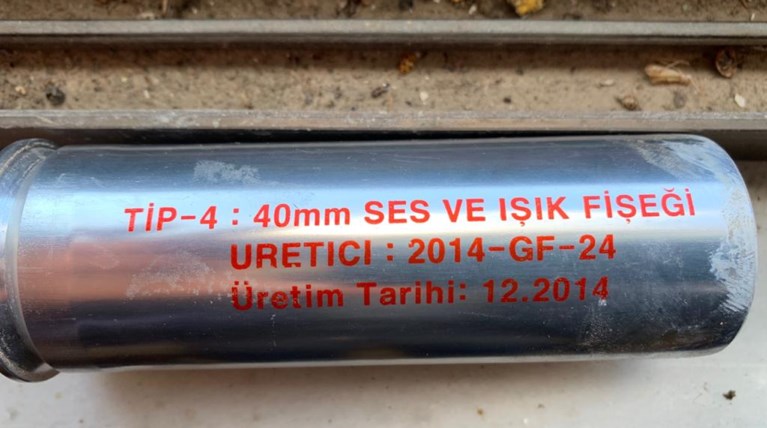 TİP-4 : 40mm SES VE IŞIK FİŞEĞİ
URETICI : 2014-GF-24
Üretim Tarihi: 12.2014